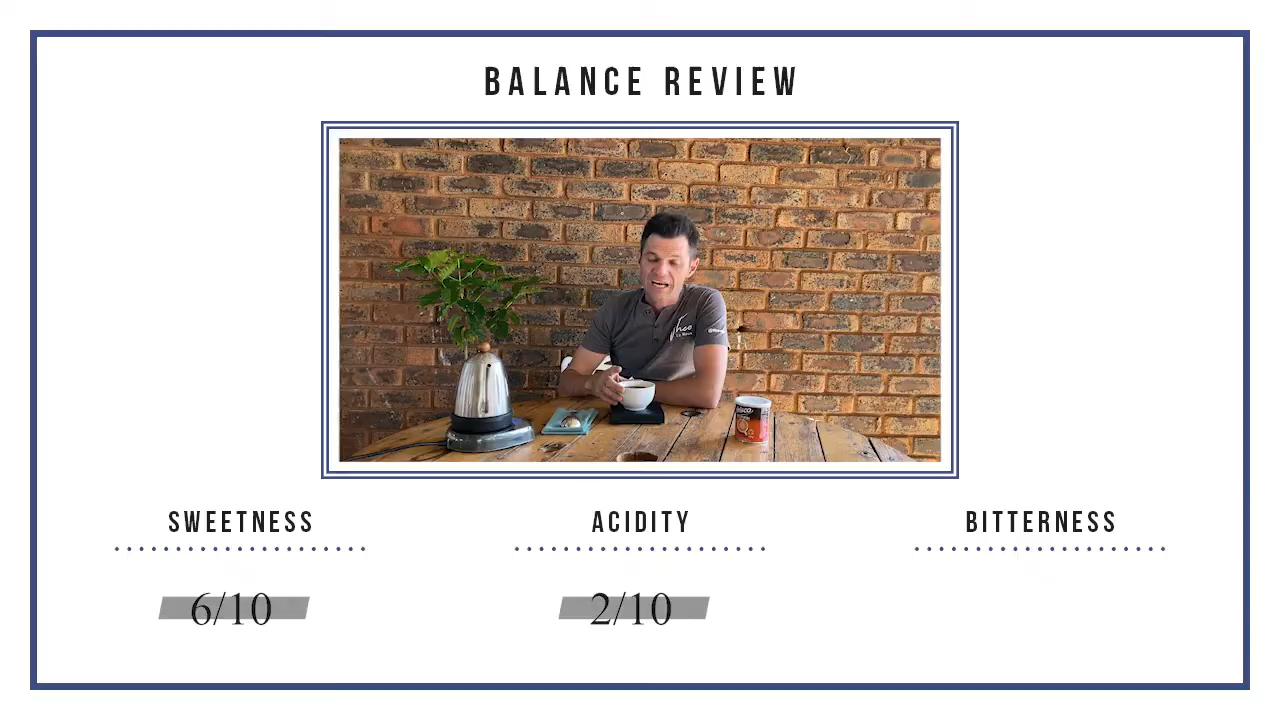 BALANCE REVIEW
SWEETNESS
ACIDITY
BITTERNESS
6/10
2/10